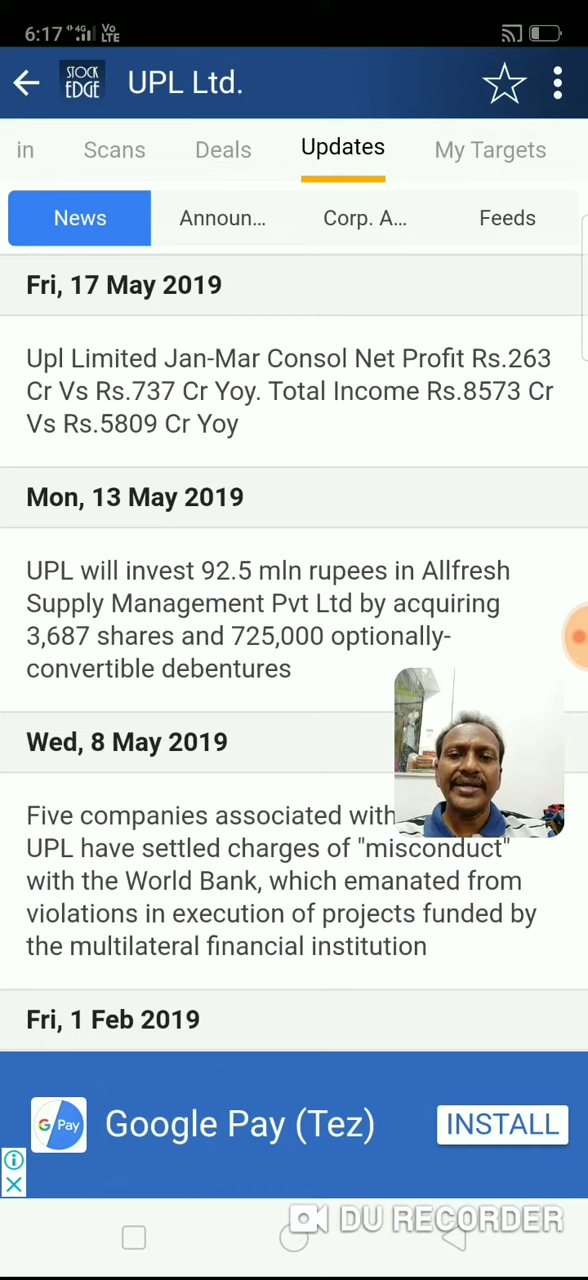 6:17 4G Vo LTE
STOCK EDGE UPL Ltd.
in Scans Deals Updates My Targets
News Announ... Corp. A... Feeds
Fri, 17 May 2019
Upl Limited Jan-Mar Consol Net Profit Rs.263
Cr Vs Rs.737 Cr Yoy. Total Income Rs.8573 Cr
Vs Rs.5809 Cr Yoy
Mon, 13 May 2019
UPL will invest 92.5 mln rupees in Allfresh
Supply Management Pvt Ltd by acquiring
3,687 shares and 725,000 optionally-
convertible debentures
Wed, 8 May 2019
Five companies associated with
UPL have settled charges of "misconduct"
with the World Bank, which emanated from
violations in execution of projects funded by
the multilateral financial institution
Fri, 1 Feb 2019
G Pay Google Pay (Tez) INSTALL
DU RECORDER